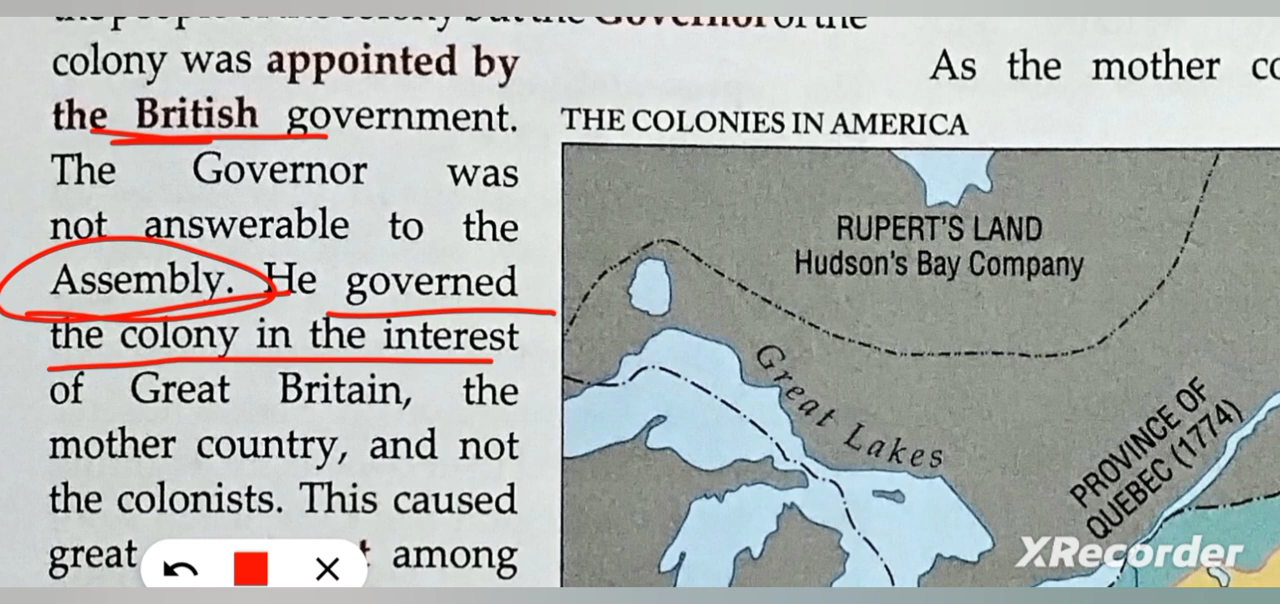 colony was appointed by
the British government.
The Governor was
not answerable to the
Assembly. He governed
the colony in the interest
of Great Britain, the
mother country, and not
the colonists. This caused
great among
As the mother
THE COLONIES IN AMERICA
RUPERT'S LAND
Hudson's Bay Company
Great Lakes
PROVINCE OF
QUEBEC (1774)
XRecorder